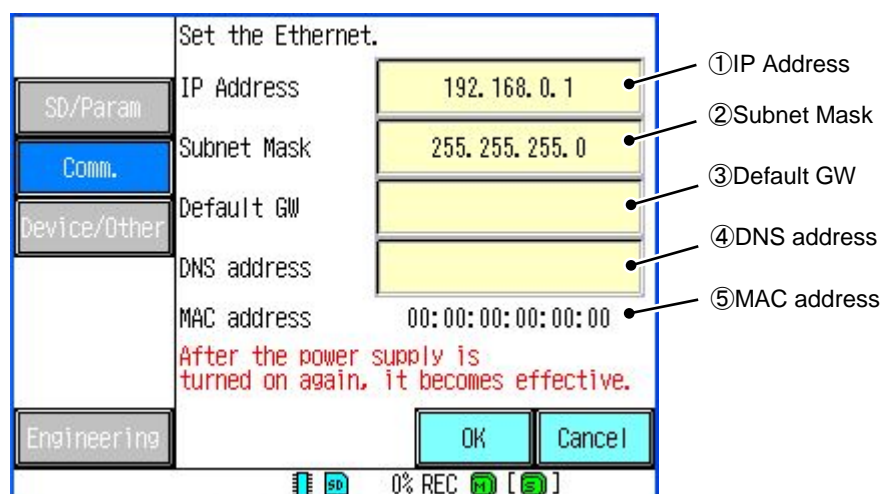 Set the Ethernet.
IP Address 192.168.0.1 ①IP Address
SD/Param
Subnet Mask 255.255.255.0 ②Subnet Mask
Comm.
Default GW ③Default GW
Device/Other
DNS address ④DNS address
MAC address 00:00:00:00:00:00 ⑤MAC address
After the power supply is
turned on again, it becomes effective.
Engineering OK Cancel
SD 0% REC M [S]